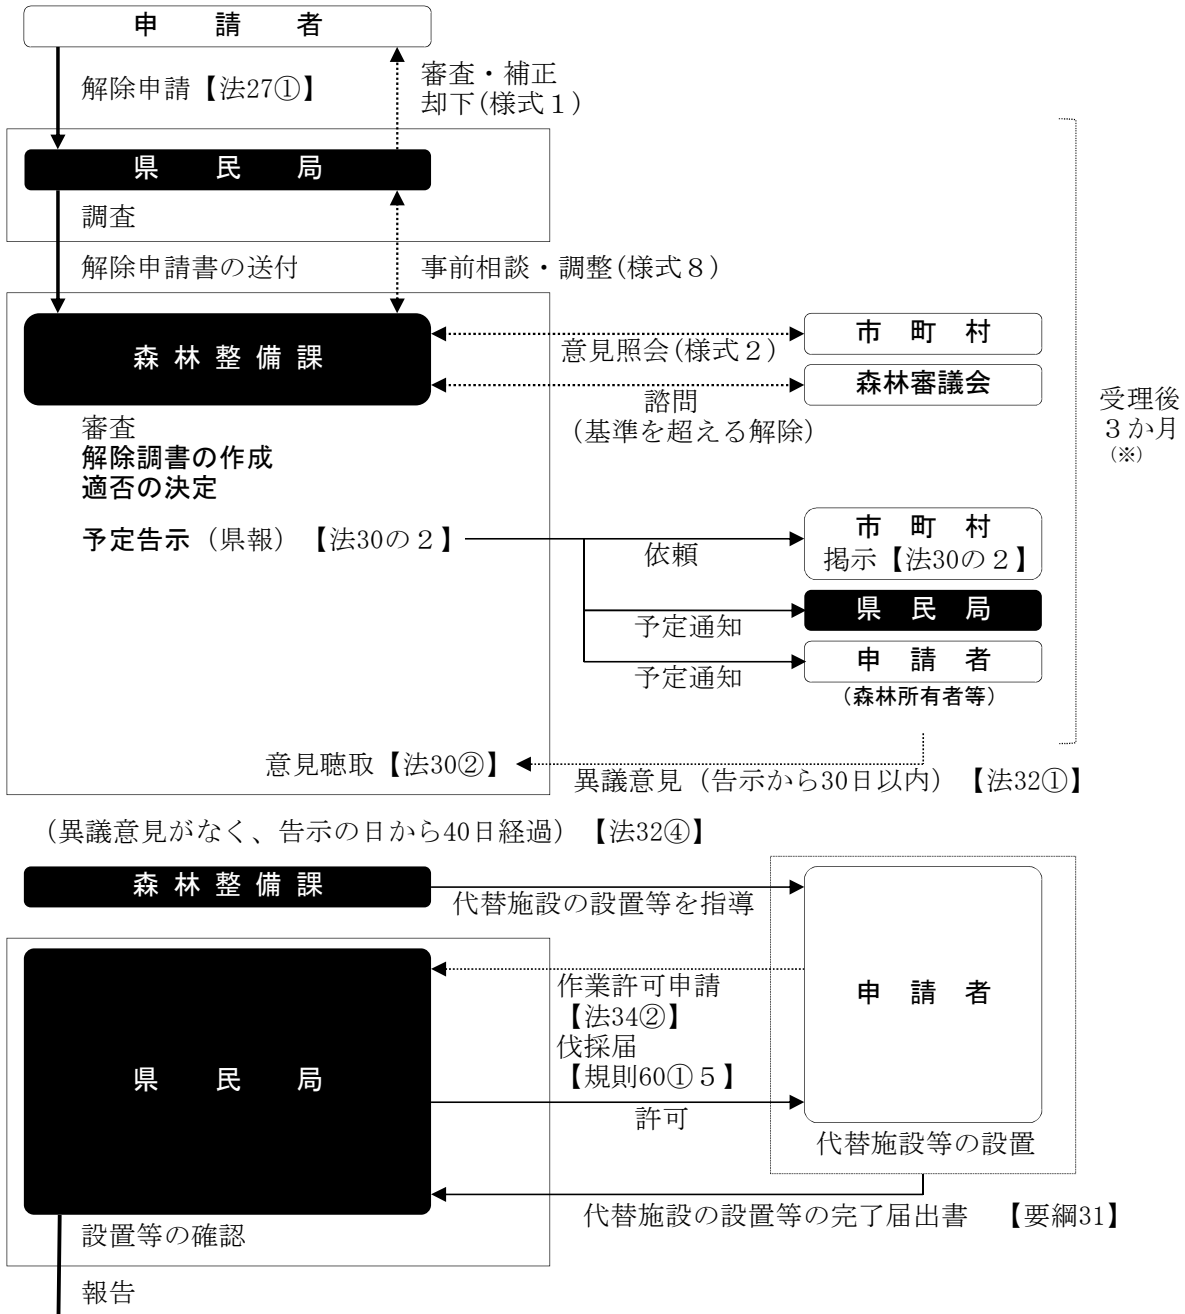 申　請　者
解除申請【法27①】
審査・補正
却下(様式１)
県　民　局
調査
解除申請書の送付
事前相談・調整(様式８)
森 林 整 備 課
市　町　村
意見照会(様式２)
森林審議会
諮問
(基準を超える解除)
受理後
３か月
(※)
審査
解除調書の作成
適否の決定
予定告示（県報）【法30の２】
依頼
市　町　村
掲示【法30の２】
予定通知
県　民　局
予定通知
申　請　者
(森林所有者等)
意見聴取【法30②】
異議意見（告示から30日以内）【法32①】
（異議意見がなく、告示の日から40日経過）【法32④】
森 林 整 備 課
代替施設の設置等を指導
作業許可申請
【法34②】
伐採届
【規則60①５】
申　請　者
県　民　局
許可
代替施設等の設置
代替施設の設置等の完了届出書　【要綱31】
設置等の確認
報告